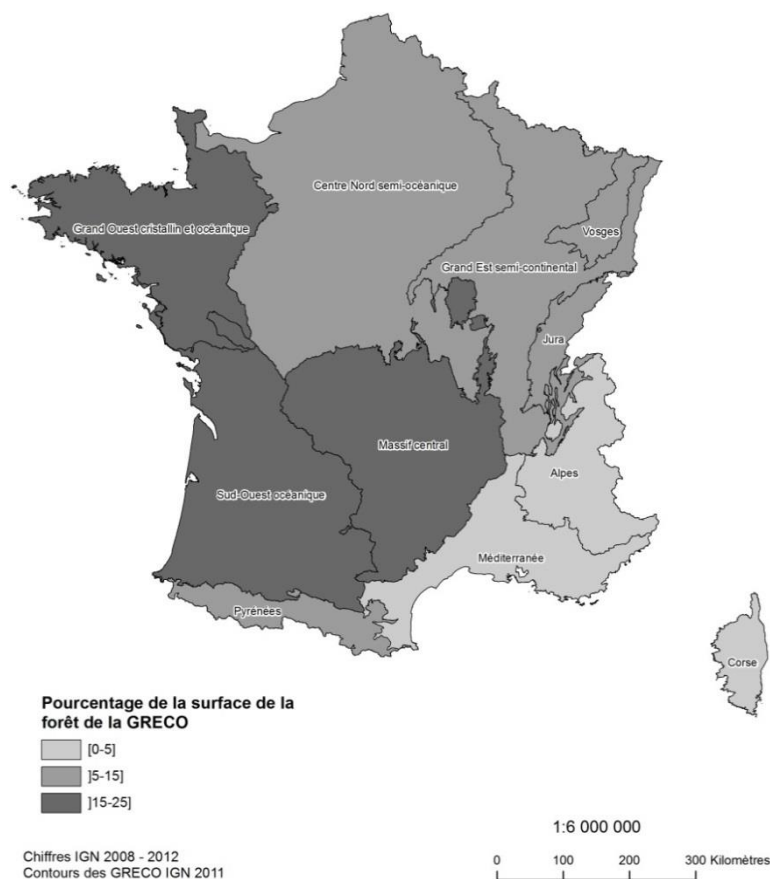 Centre Nord semi-océanique
Grand Ouest cristallin et océanique
Vosges
Grand Est semi-continental
Jura
Massif central
Alpes
Sud-Ouest océanique
Méditerranée
Pyrénées
Corse
Pourcentage de la surface de la
forêt de la GRECO
[0-5]
]5-15]
]15-25]
1:6 000 000
Chiffres IGN 2008 - 2012
Contours des GRECO IGN 2011
0 100 200 300 Kilomètres